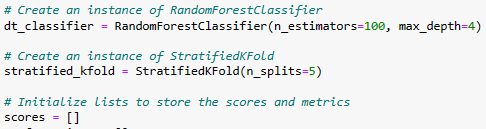 # Create an instance of RandomForestClassifier
dt_classifier = RandomForestClassifier(n_estimators=100, max_depth=4)
# Create an instance of StratifiedKFold
stratified_kfold = StratifiedKFold(n_splits=5)
# Initialize lists to store the scores and metrics
scores = []